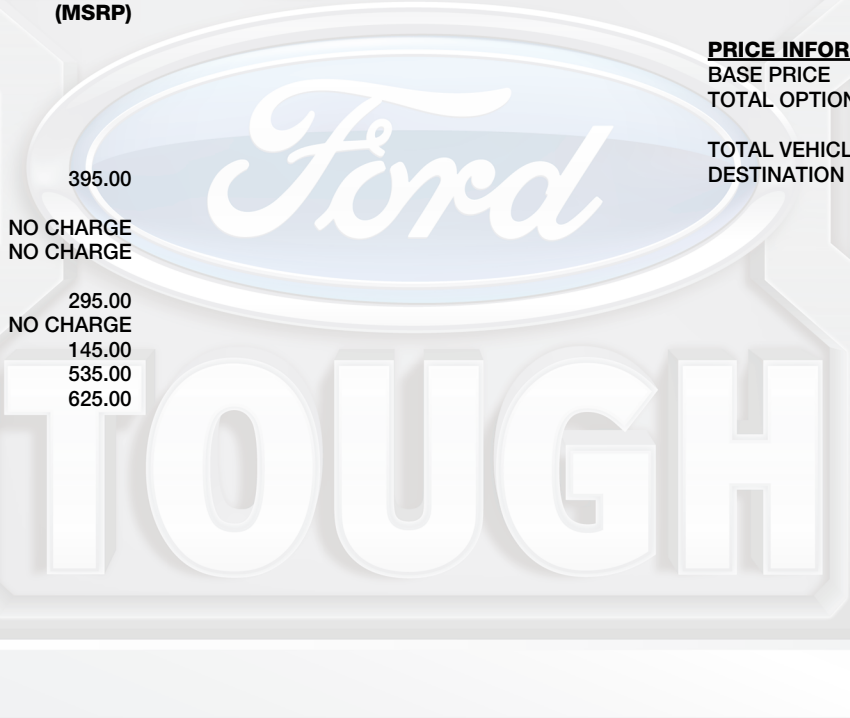 (MSRP)
395.00
NO CHARGE
NO CHARGE
295.00
NO CHARGE
145.00
535.00
625.00
PRICE INFOR
BASE PRICE
TOTAL OPTION
TOTAL VEHICL
DESTINATION
Ford
TOUGH